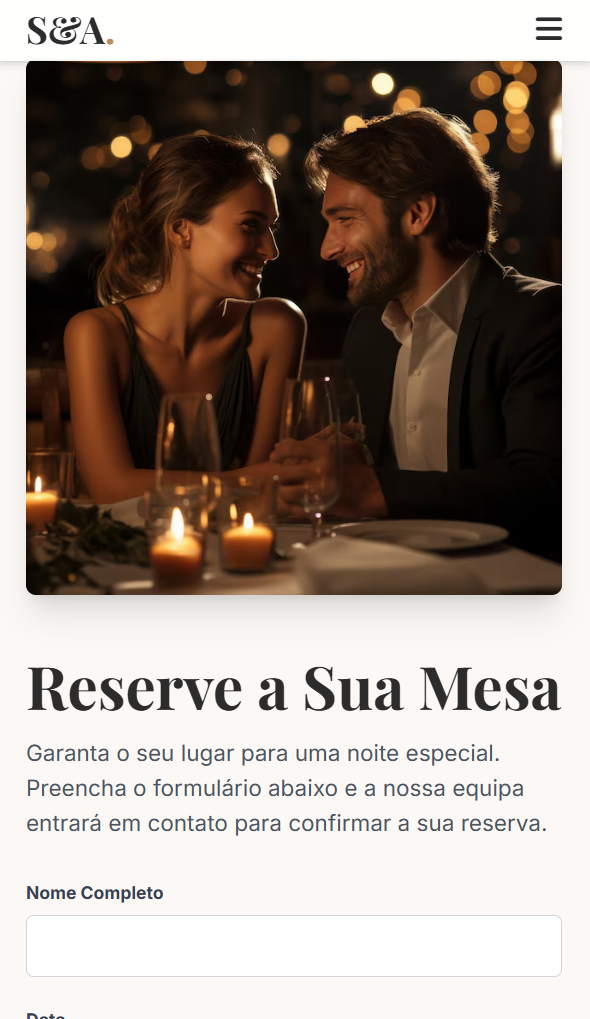 S&A.
Reserve a Sua Mesa
Garanta o seu lugar para uma noite especial.
Preencha o formulário abaixo e a nossa equipa
entrará em contato para confirmar a sua reserva.
Nome Completo
Data